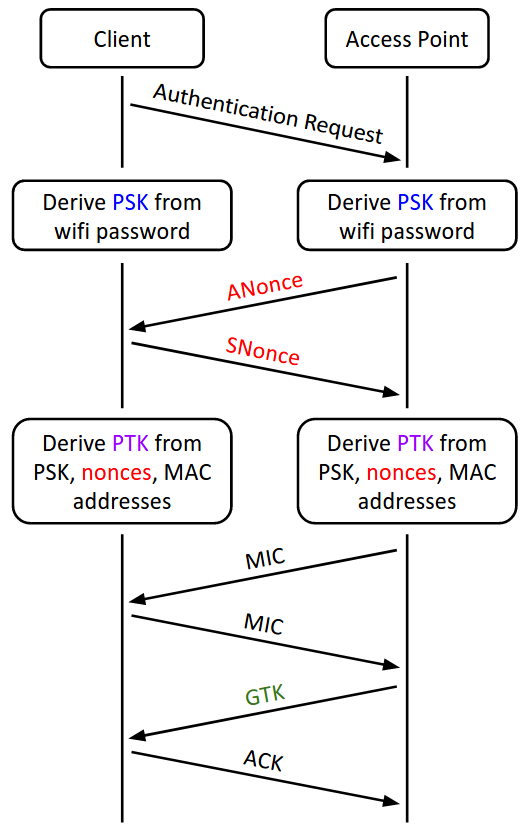 Client
Access Point
Authentication Request
Derive PSK from
wifi password
Derive PSK from
wifi password
ANonce
SNonce
Derive PTK from
PSK, nonces, MAC
addresses
Derive PTK from
PSK, nonces, MAC
addresses
MIC
MIC
GTK
ACK